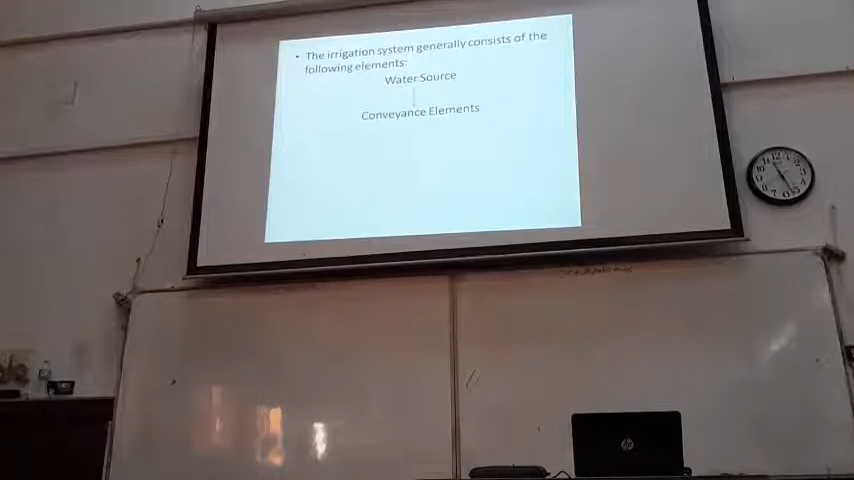 • The irrigation system generally consists of the
following elements:
Water Source
Conveyance Elements